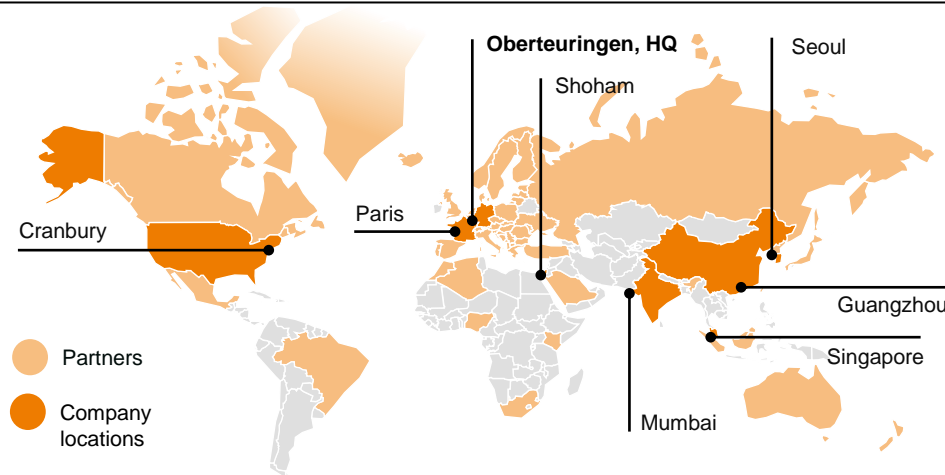 Oberteuringen, HQ
Seoul
Shoham
Paris
Cranbury
Guangzhou
Partners
Singapore
Company
locations
Mumbai